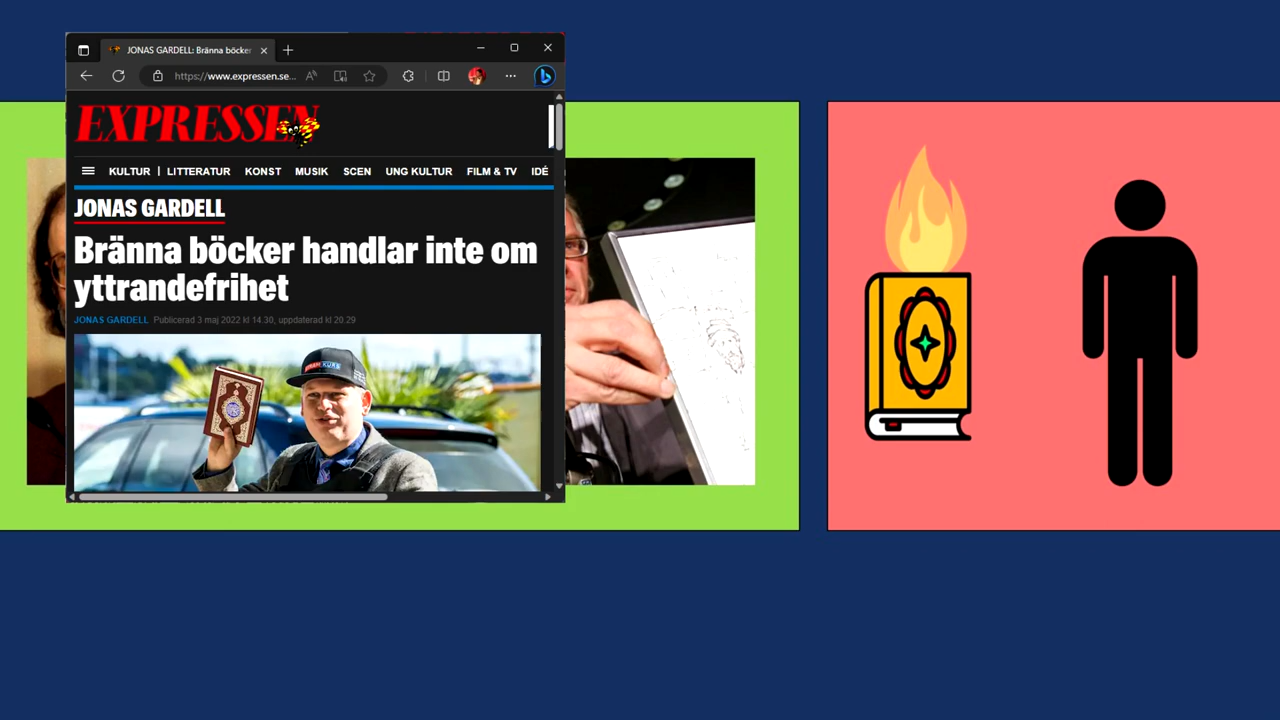 JONAS GARDELL: Bränna böcker
https://www.expressen.se...
EXPRESSEN
KULTUR | LITTERATUR KONST MUSIK SCEN UNG KULTUR FILM & TV IDÉ
JONAS GARDELL
Bränna böcker handlar inte om
yttrandefrihet
JONAS GARDELL Publicerad 3 maj 2022 kl 14.30, uppdaterad kl 20.29